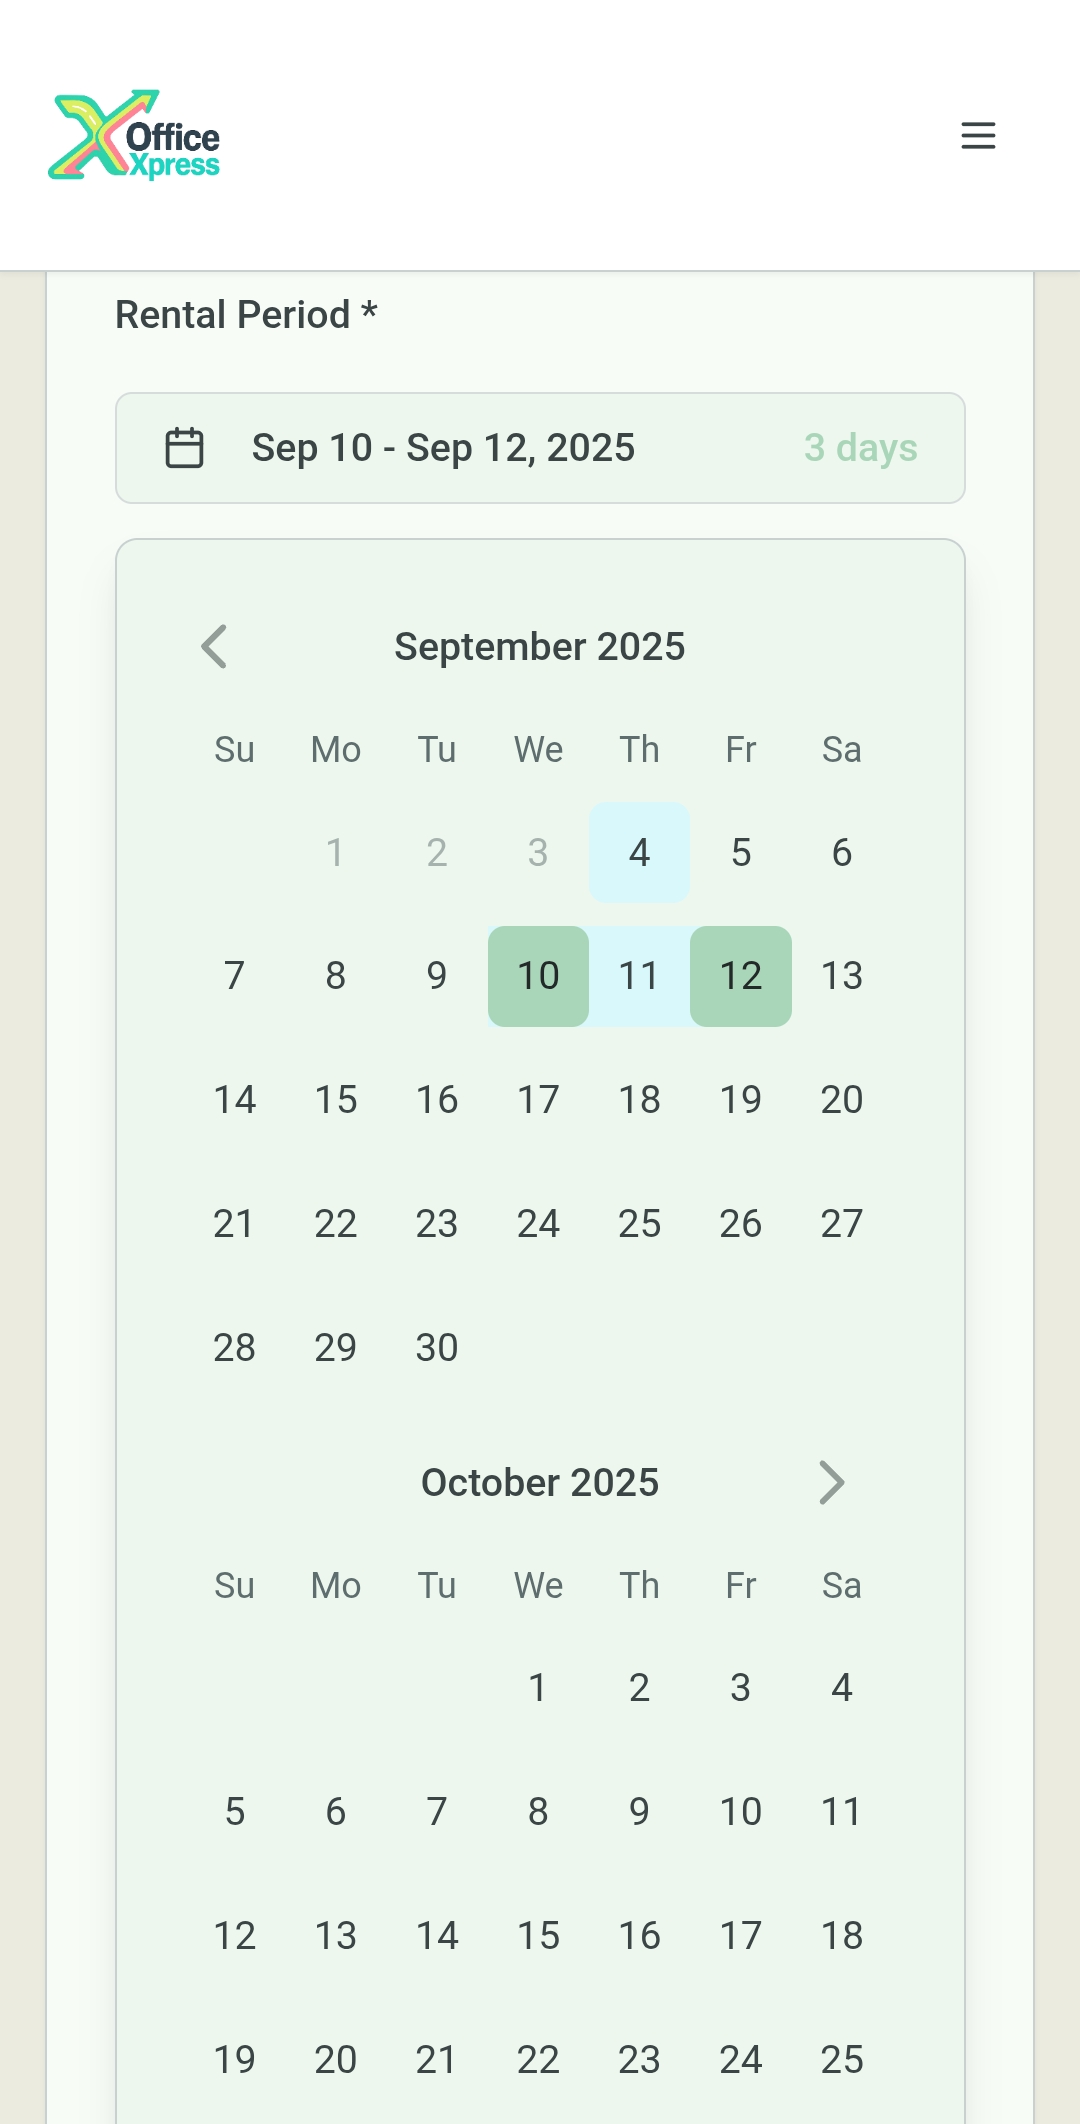 Office
Xpress
Rental Period *
Sep 10 - Sep 12, 2025 3 days
September 2025
Su Mo Tu We Th Fr Sa
1 2 3 4 5 6
7 8 9 10 11 12 13
14 15 16 17 18 19 20
21 22 23 24 25 26 27
28 29 30
October 2025
Su Mo Tu We Th Fr Sa
1 2 3 4
5 6 7 8 9 10 11
12 13 14 15 16 17 18
19 20 21 22 23 24 25